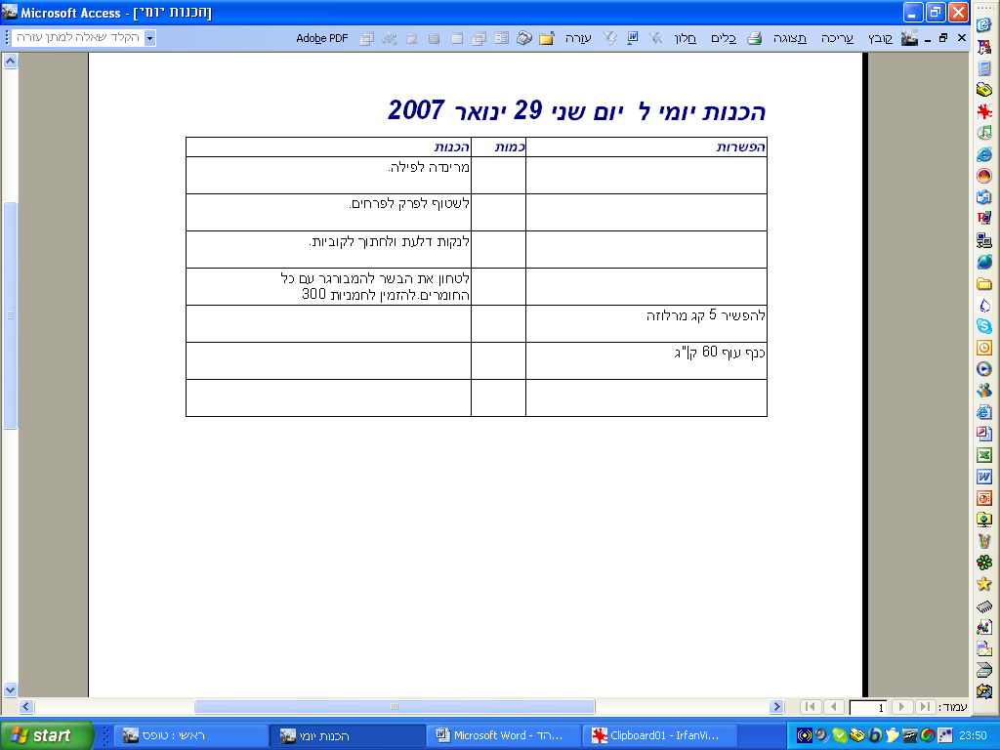 Microsoft Access - [הכנות יומי]
קובץ עריכה תצוגה כלים חלון עזרה Adobe PDF הקלד שאלה למתן עזרה
הכנות יומי ל יום שני 29 ינואר 2007
הפשרות כמות הכנות
מרינדה לפילה.
לשטוף לפרק לפרחים.
לנקות דלעת ולחתוך לקוביות.
לטחון את הבשר להמבורגר עם כל
החומרים.להזמין לחמניות 300
להפשיר 5 קג מרלוזה
כנף עוף 60 ק|"ג
עמוד: 1
start
ראשי : טופס
הכנות יומי
Microsoft Word - הד...
Clipboard01 - IrfanVi...
23:50